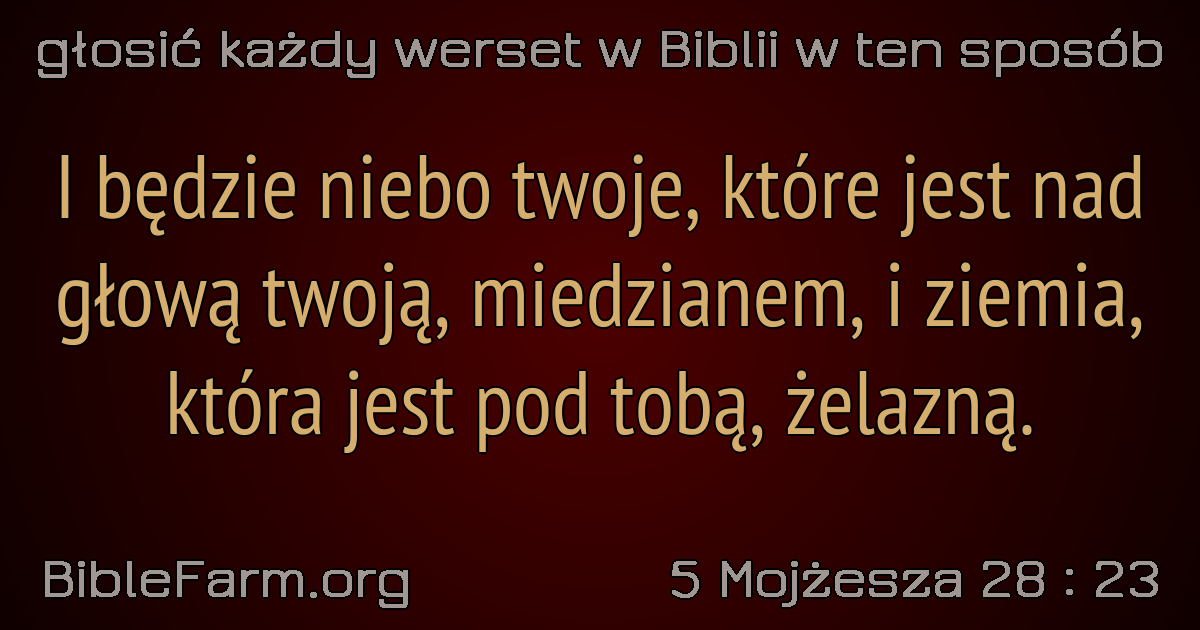 głosić każdy werset w Biblii w ten sposób
I będzie niebo twoje, które jest nad
głową twoją, miedzianem, i ziemia,
która jest pod tobą, żelazną.
BibleFarm.org
5 Mojżesza 28 : 23